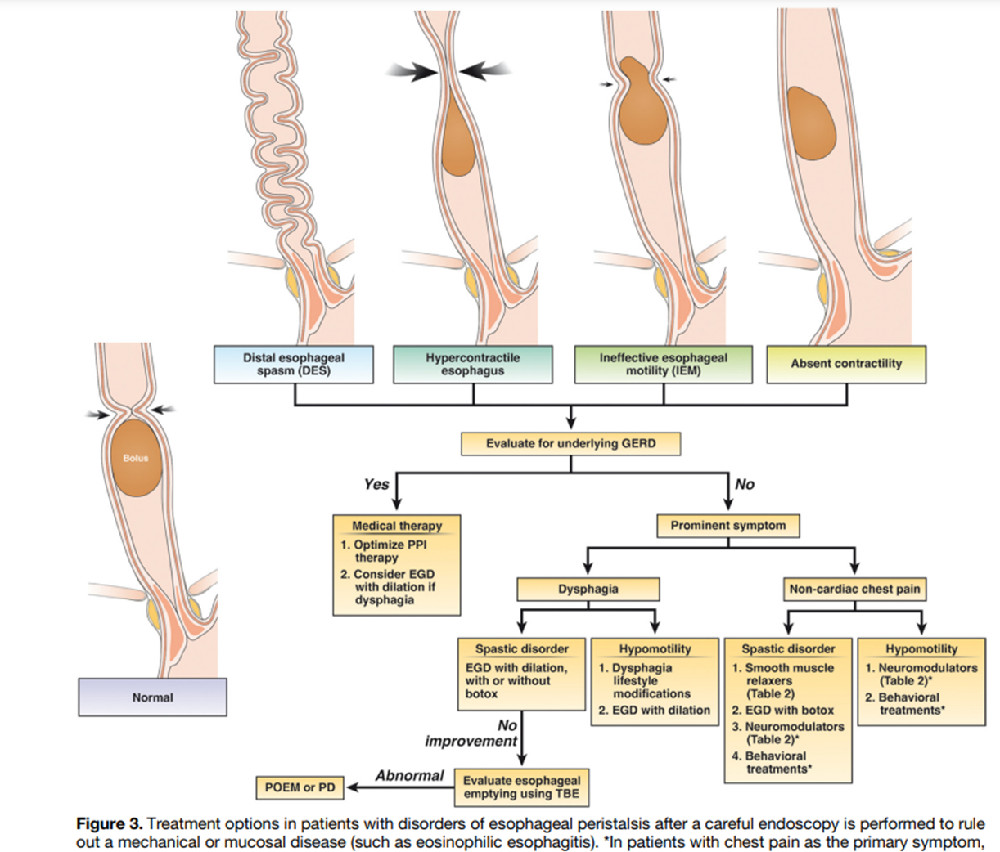 Distal esophageal
spasm (DES)
Hypercontractile
esophagus
Ineffective esophageal
motility (IEM)
Absent contractility
Bolus
Normal
Evaluate for underlying GERD
Yes
No
Medical therapy
1. Optimize PPI
therapy
2. Consider EGD
with dilation if
dysphagia
Prominent symptom
Dysphagia
Non-cardiac chest pain
Spastic disorder
EGD with dilation,
with or without
botox
Hypomotility
1. Dysphagia
lifestyle
modifications
2. EGD with dilation
Spastic disorder
1. Smooth muscle
relaxers
(Table 2)
2. EGD with botox
3. Neuromodulators
(Table 2)*
4. Behavioral
treatments*
Hypomotility
1. Neuromodulators
(Table 2)*
2. Behavioral
treatments*
No
improvement
Evaluate esophageal
emptying using TBE
Abnormal
POEM or PD
Figure 3. Treatment options in patients with disorders of esophageal peristalsis after a careful endoscopy is performed to rule
out a mechanical or mucosal disease (such as eosinophilic esophagitis). *In patients with chest pain as the primary symptom,